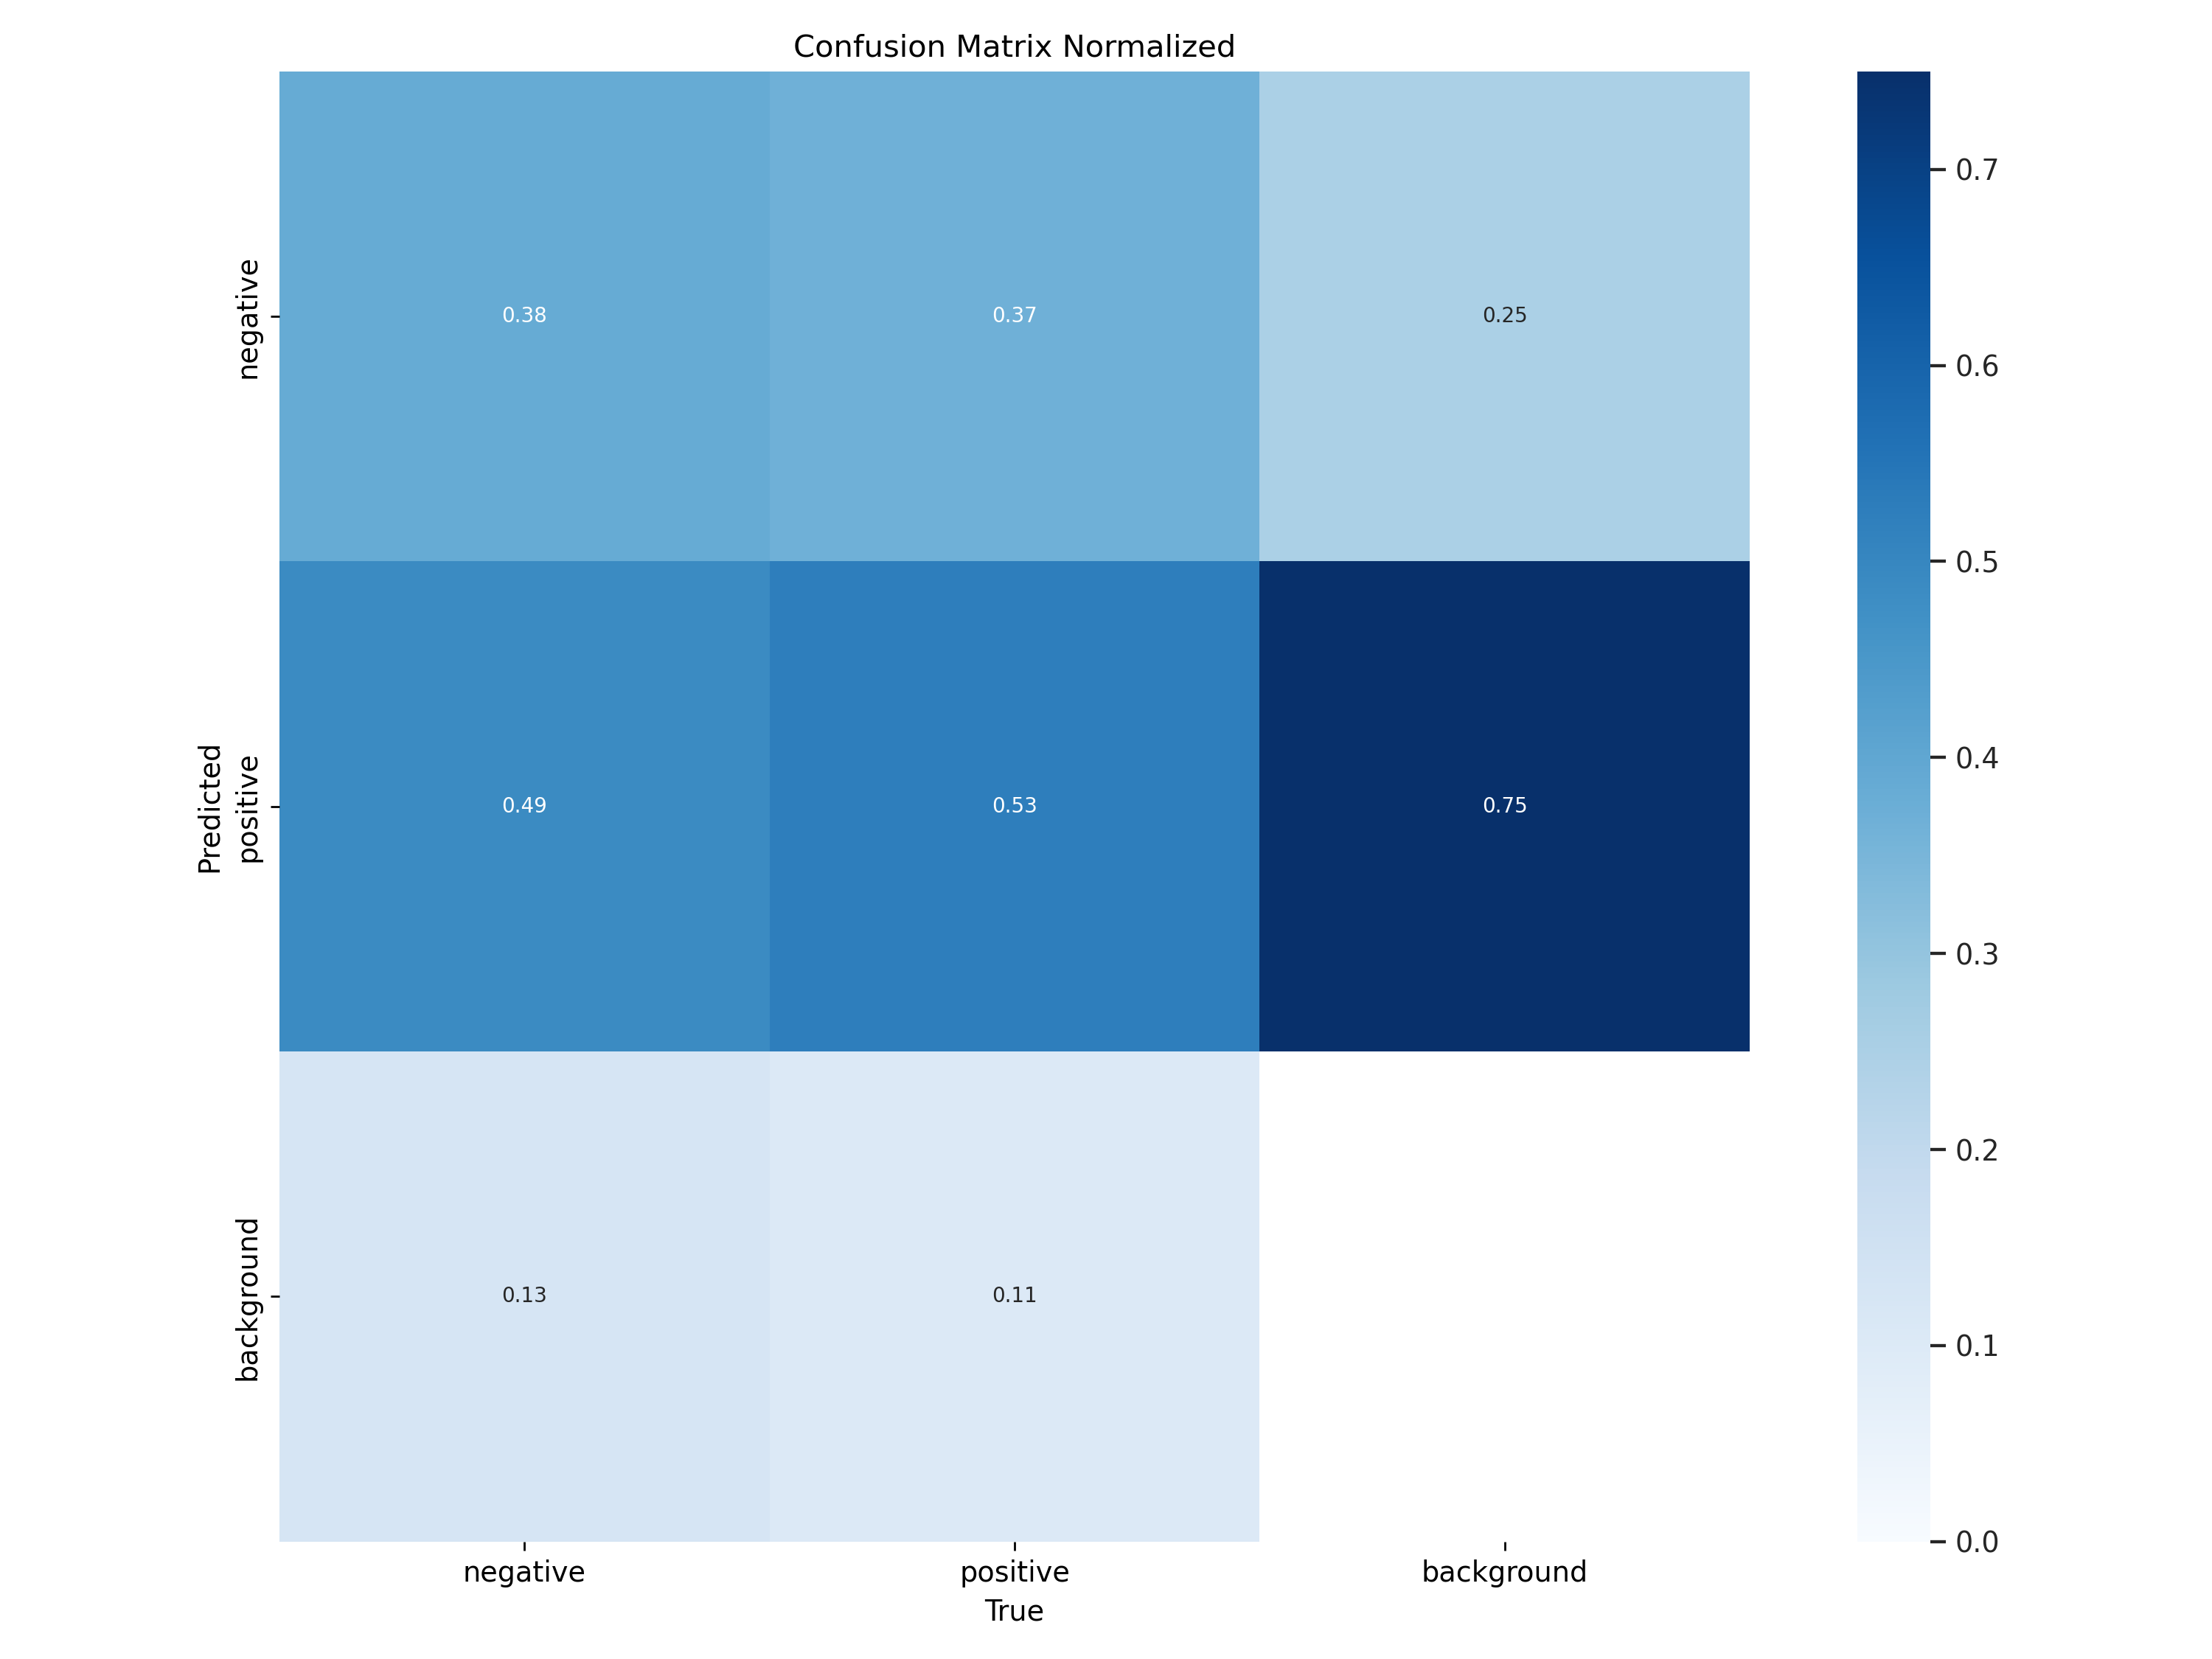 Confusion Matrix Normalized
negative
0.38 0.37 0.25
0.7
0.6
0.5
0.4
0.3
0.2
0.1
0.0
Predicted
positive
0.49 0.53 0.75
background
0.13 0.11
negative positive background
True